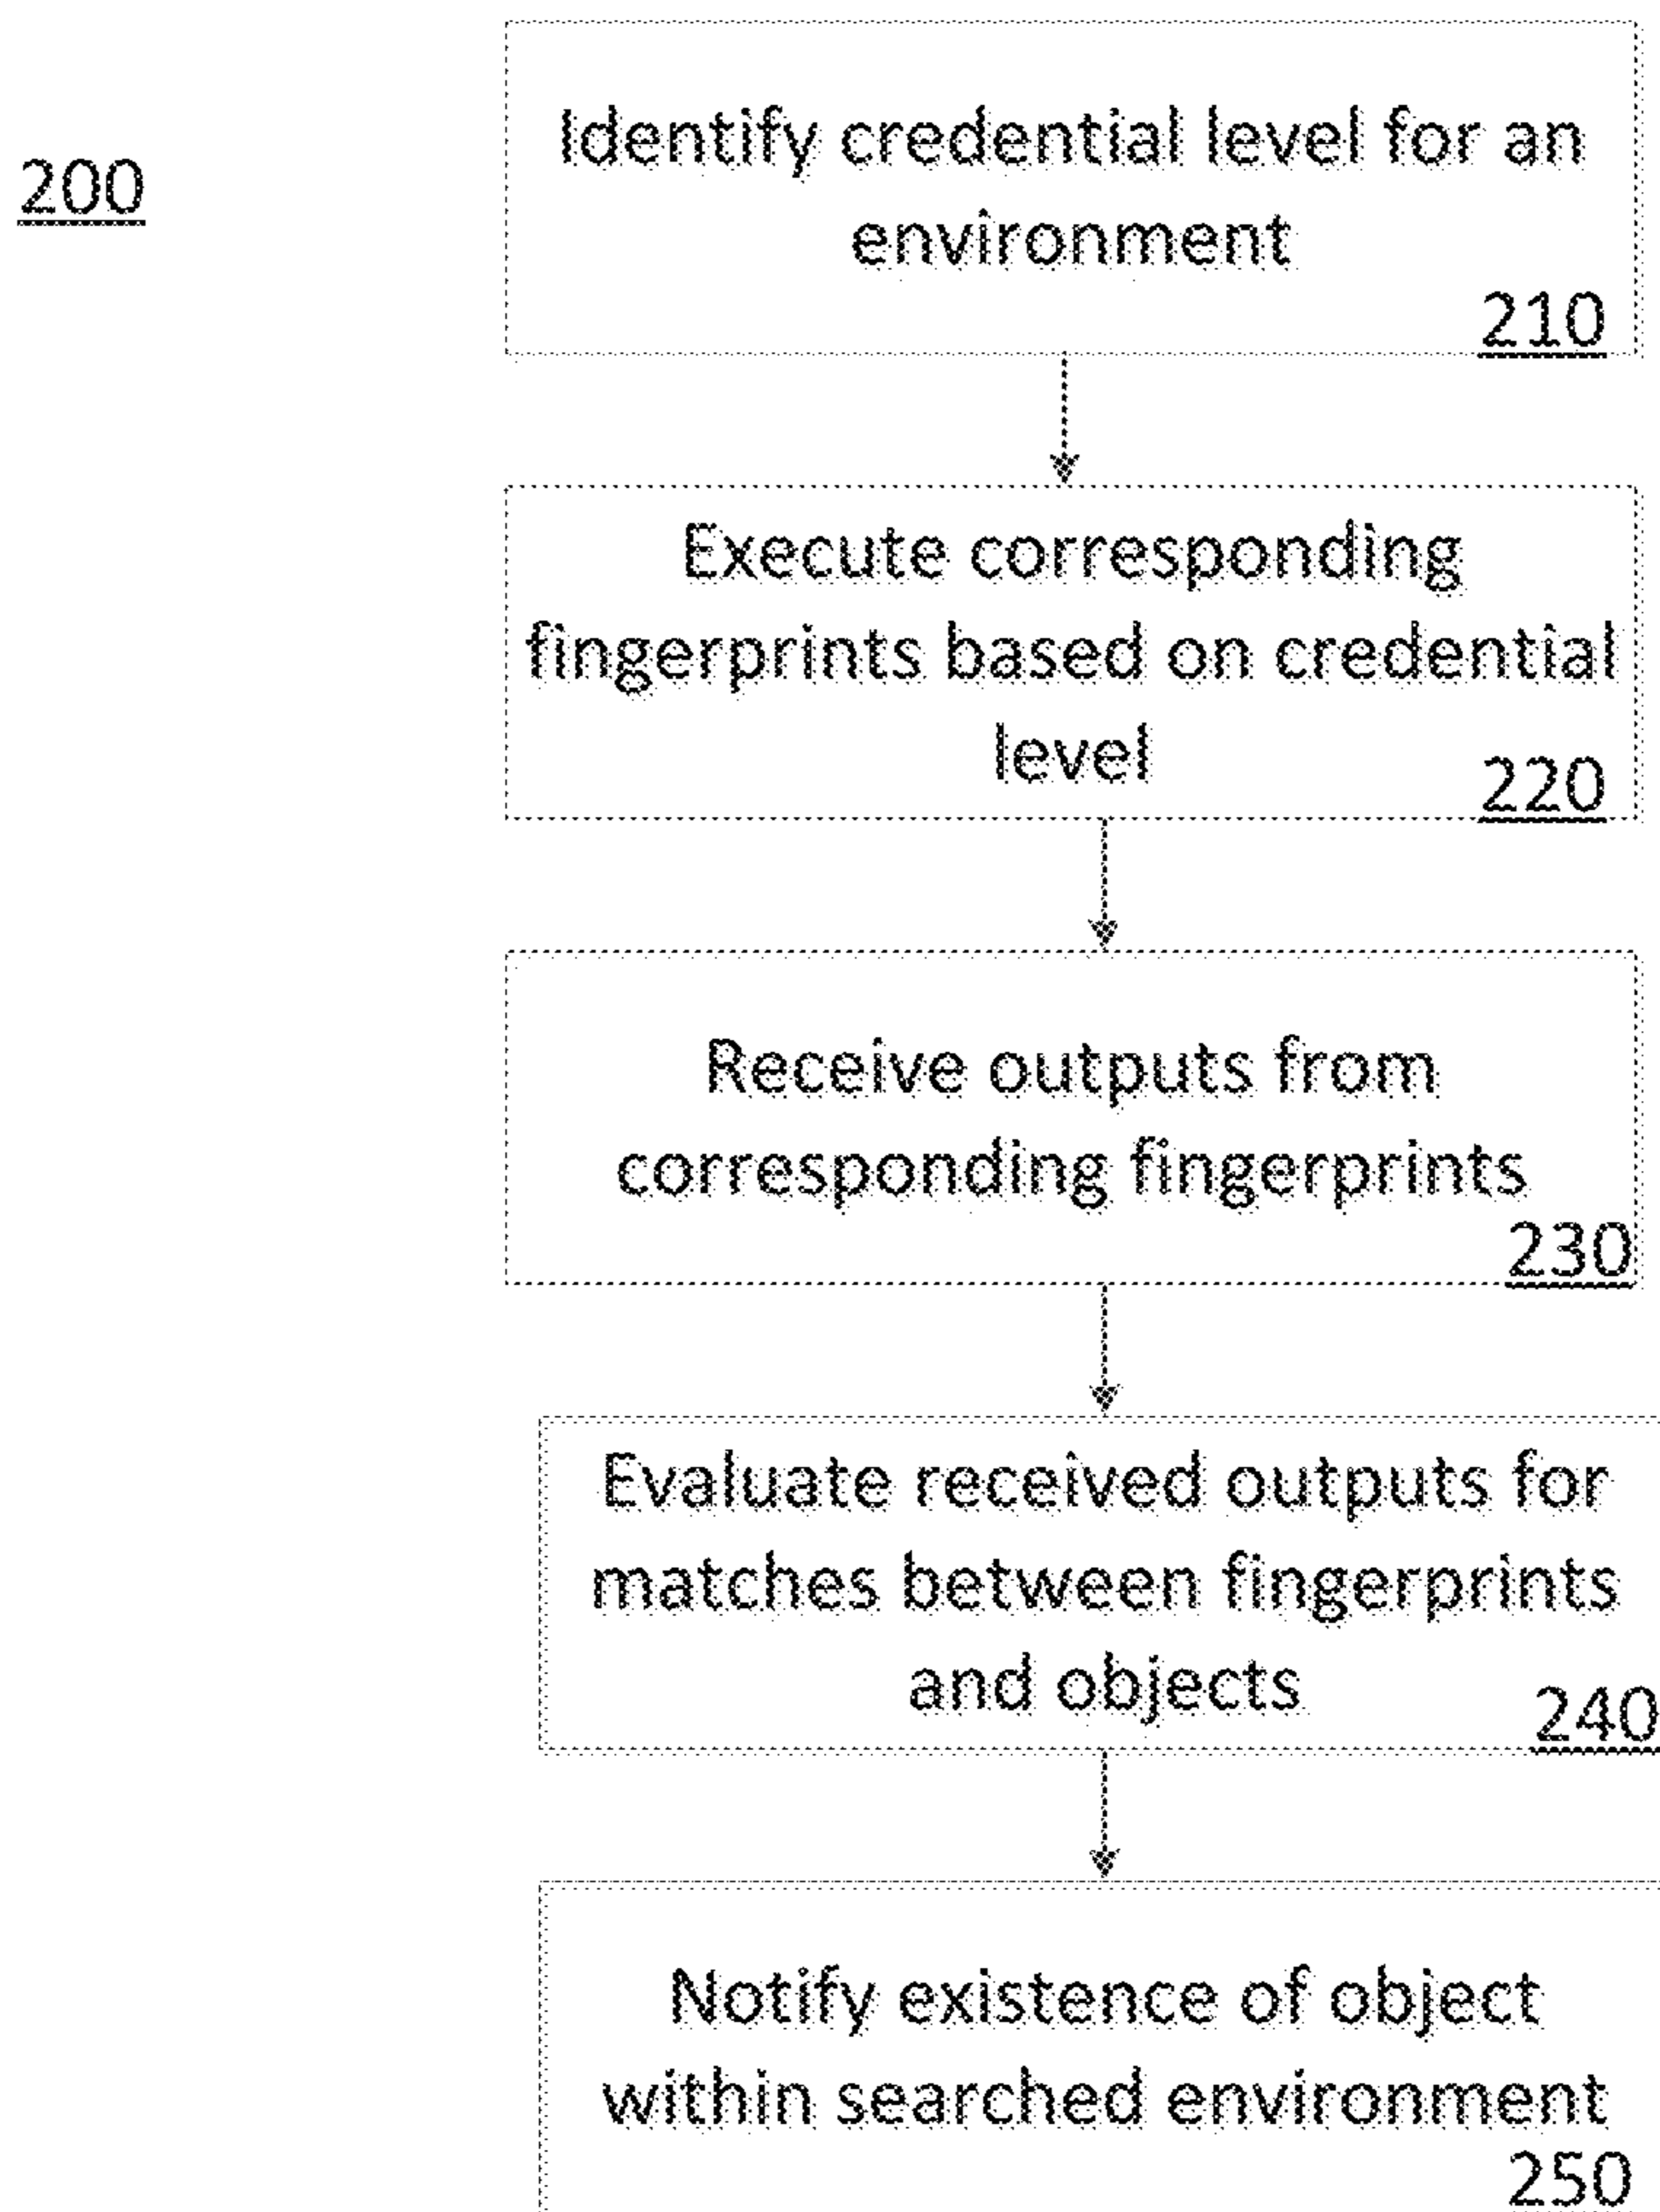 200
Identify credential level for an
environment
210
Execute corresponding
fingerprints based on credential
level
220
Receive outputs from
corresponding fingerprints
230
Evaluate received outputs for
matches between fingerprints
and objects
240
Notify existence of object
within searched environment
250